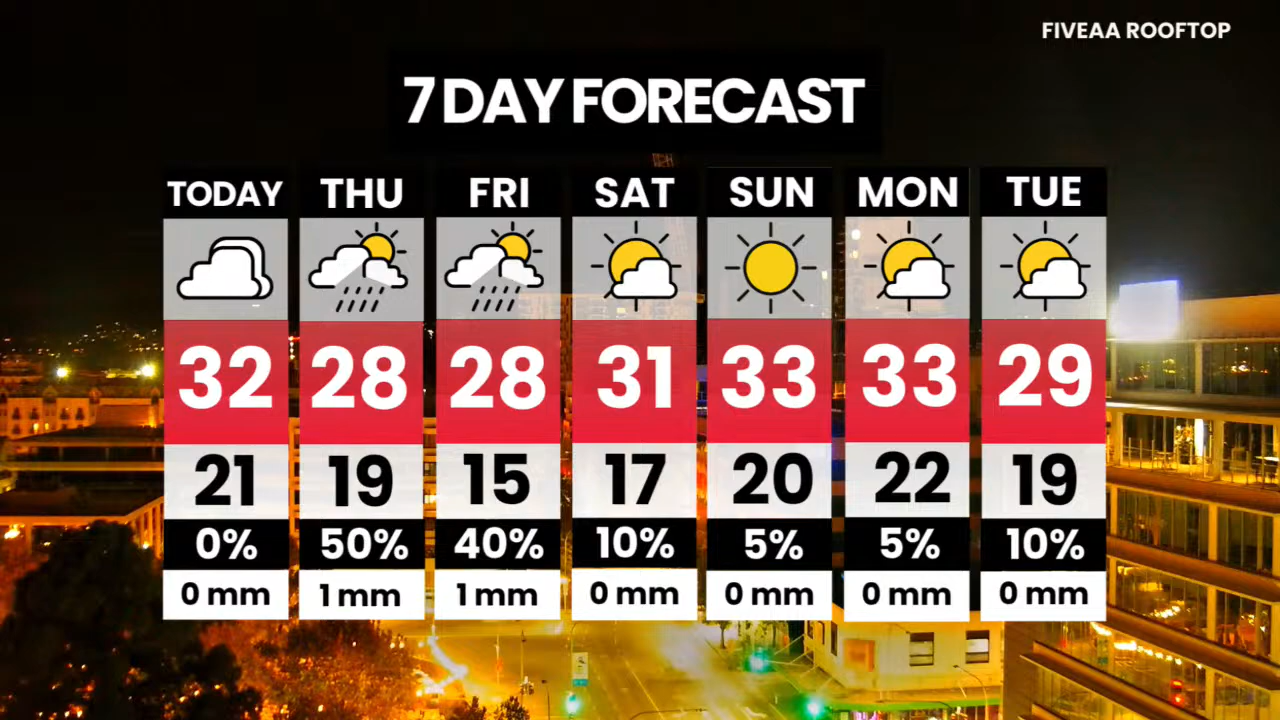 FIVEAA ROOFTOP
7 DAY FORECAST
TODAY THU FRI SAT SUN MON TUE
32 28 28 31 33 33 29
21 19 15 17 20 22 19
0% 50% 40% 10% 5% 5% 10%
0 mm 1 mm 1 mm 0 mm 0 mm 0 mm 0 mm